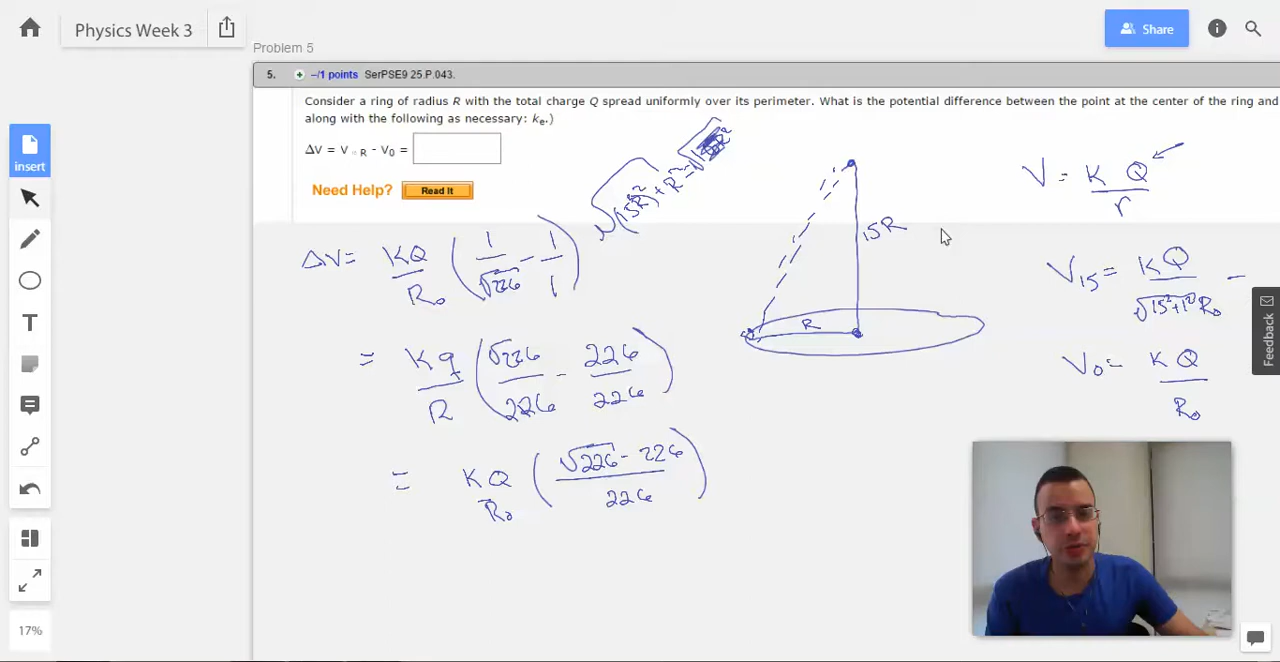 Physics Week 3
Share
Problem 5
5. –/1 points SerPSE9 25.P.043.
Consider a ring of radius R with the total charge Q spread uniformly over its perimeter. What is the potential difference between the point at the center of the ring and
along with the following as necessary: ke.)
ΔV = V R - V0 =
Need Help? Read It
insert
T
√(15R)² + R² = √
15R
R
V = KQ/r
ΔV = KQ/R₀ (1/√226 - 1/1)
V15 = KQ/√15²+1² R₀ -
V0 = KQ/R₀
= Kq/R (√226/226 - 226/226)
= KQ/R₀ (√226 - 226/226)
Feedback
17%